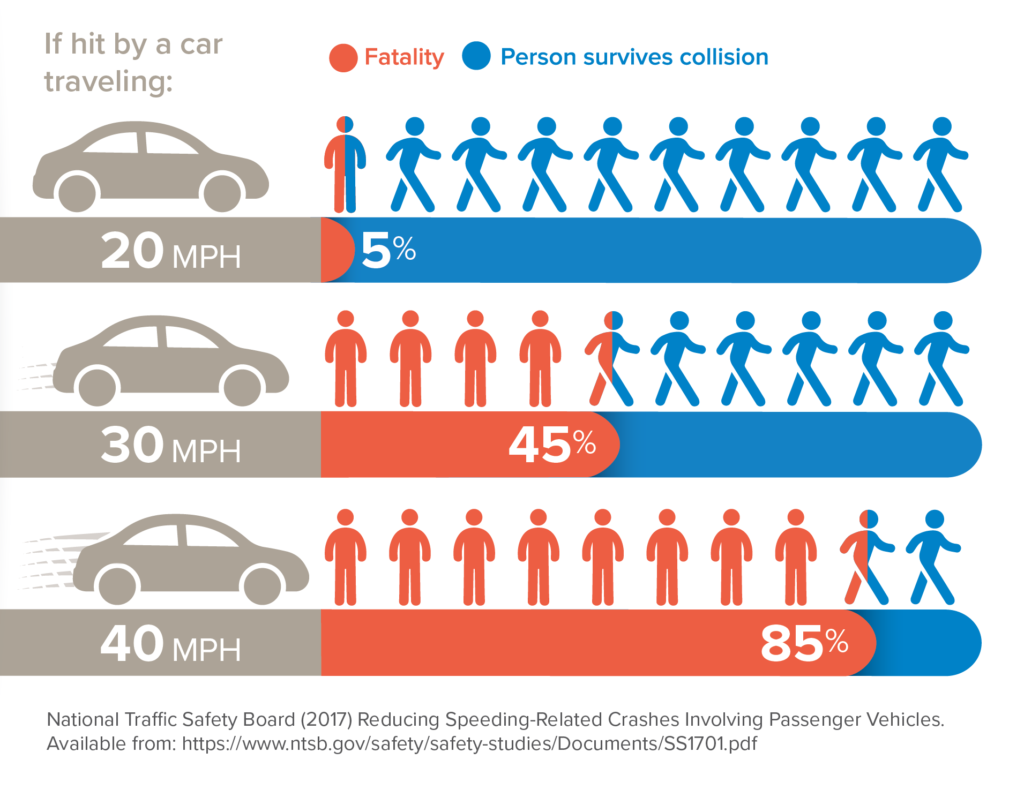 If hit by a car
traveling:
Fatality
Person survives collision
20 MPH
5%
30 MPH
45%
40 MPH
85%
National Traffic Safety Board (2017) Reducing Speeding-Related Crashes Involving Passenger Vehicles.
Available from: https://www.ntsb.gov/safety/safety-studies/Documents/SS1701.pdf